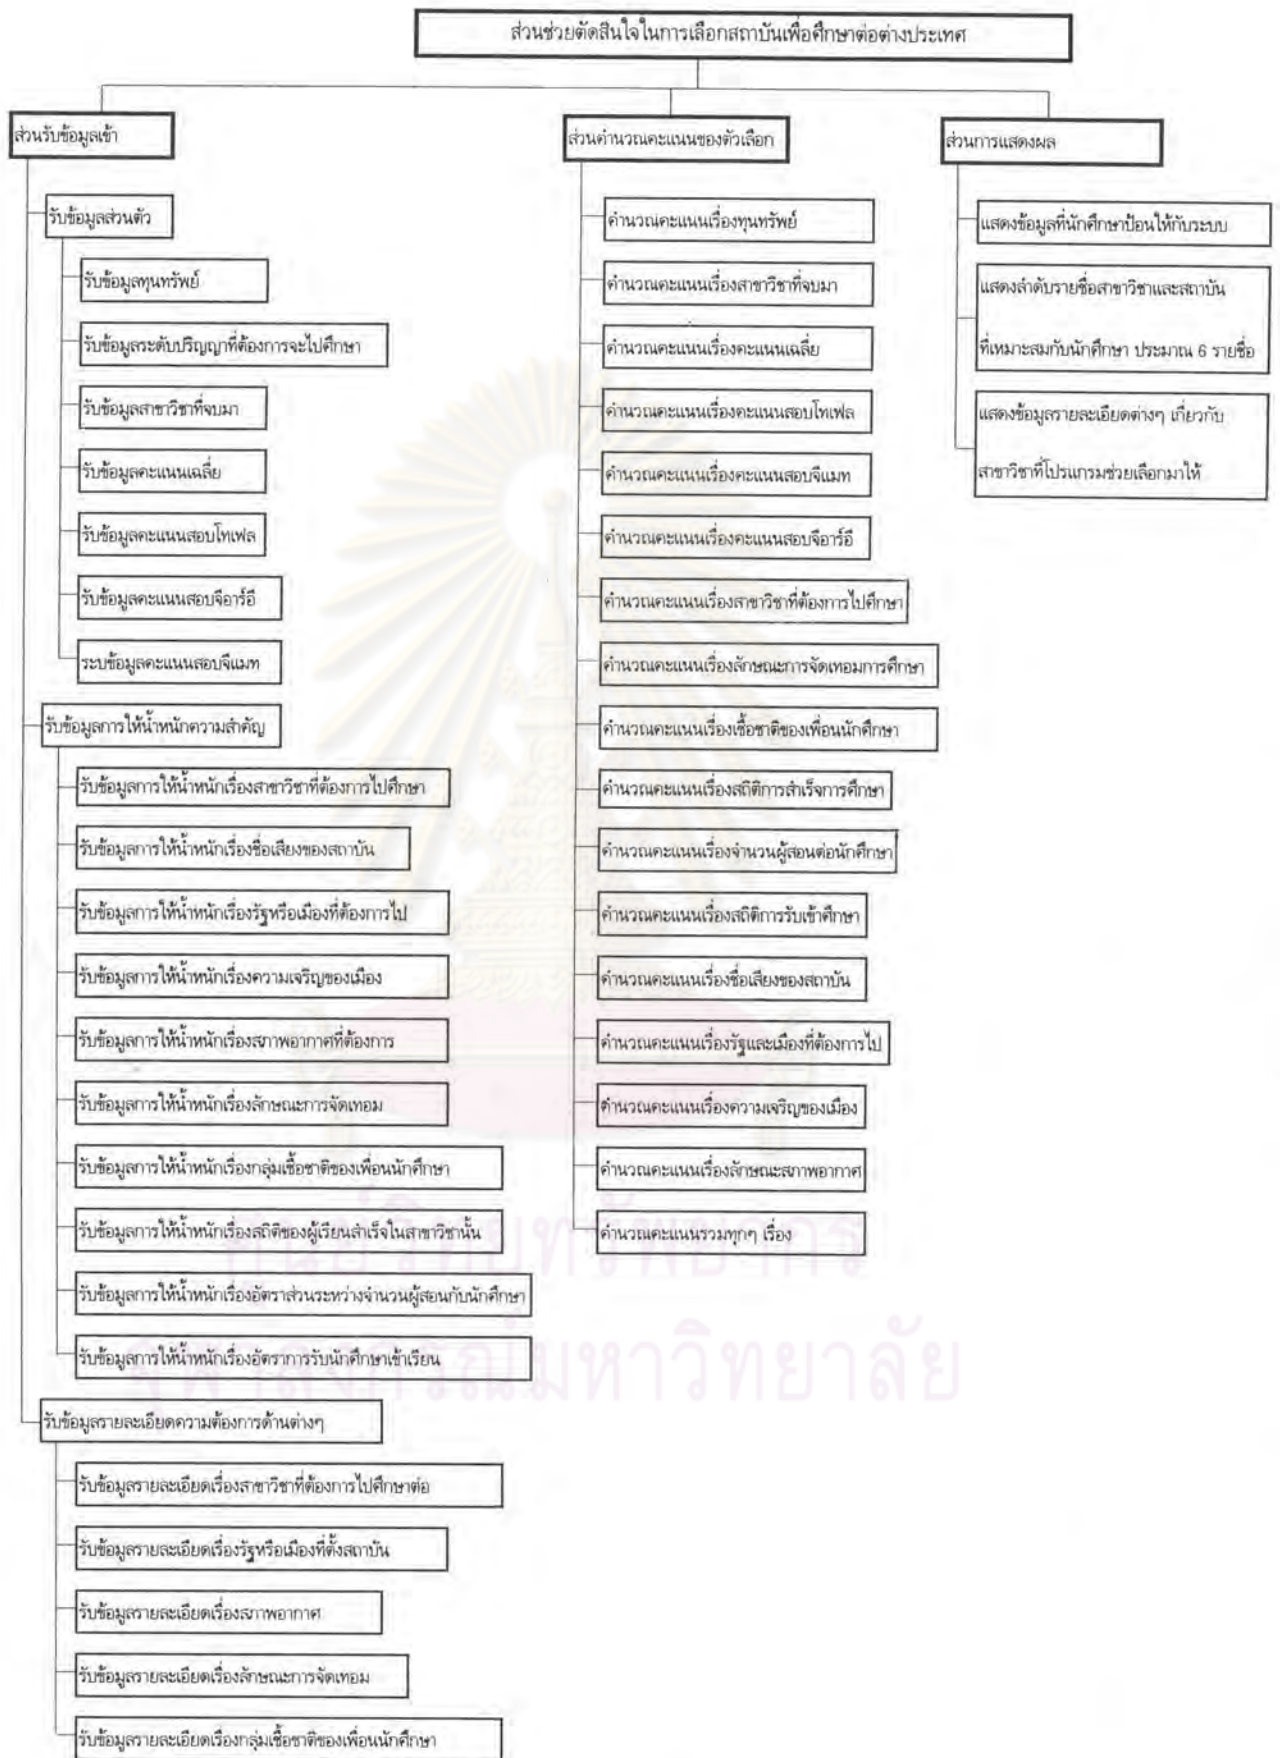 ส่วนช่วยตัดสินใจในการเลือกสถาบันเพื่อศึกษาต่อต่างประเทศ
ส่วนรับข้อมูลเข้า
รับข้อมูลส่วนตัว
รับข้อมูลทุนทรัพย์
รับข้อมูลระดับปริญญาที่ต้องการจะไปศึกษา
รับข้อมูลสาขาวิชาที่จบมา
รับข้อมูลคะแนนเฉลี่ย
รับข้อมูลคะแนนสอบโทเฟล
รับข้อมูลคะแนนสอบจีอาร์อี
ระบข้อมูลคะแนนสอบจีแมท
รับข้อมูลการให้น้ำหนักความสำคัญ
รับข้อมูลการให้น้ำหนักเรื่องสาขาวิชาที่ต้องการไปศึกษา
รับข้อมูลการให้น้ำหนักเรื่องชื่อเสียงของสถาบัน
รับข้อมูลการให้น้ำหนักเรื่องรัฐหรือเมืองที่ต้องการไป
รับข้อมูลการให้น้ำหนักเรื่องความเจริญของเมือง
รับข้อมูลการให้น้ำหนักเรื่องสภาพอากาศที่ต้องการ
รับข้อมูลการให้น้ำหนักเรื่องลักษณะการจัดเทอม
รับข้อมูลการให้น้ำหนักเรื่องกลุ่มเชื้อชาติของเพื่อนนักศึกษา
รับข้อมูลการให้น้ำหนักเรื่องสถิติของผู้เรียนสำเร็จในสาขาวิชานั้น
รับข้อมูลการให้น้ำหนักเรื่องอัตราส่วนระหว่างจำนวนผู้สอนกับนักศึกษา
รับข้อมูลการให้น้ำหนักเรื่องอัตราการรับนักศึกษาเข้าเรียน
รับข้อมูลรายละเอียดความต้องการด้านต่างๆ
รับข้อมูลรายละเอียดเรื่องสาขาวิชาที่ต้องการไปศึกษาต่อ
รับข้อมูลรายละเอียดเรื่องรัฐหรือเมืองที่ตั้งสถาบัน
รับข้อมูลรายละเอียดเรื่องสภาพอากาศ
รับข้อมูลรายละเอียดเรื่องลักษณะการจัดเทอม
รับข้อมูลรายละเอียดเรื่องกลุ่มเชื้อชาติของเพื่อนนักศึกษา
ส่วนคำนวณคะแนนของตัวเลือก
คำนวณคะแนนเรื่องทุนทรัพย์
คำนวณคะแนนเรื่องสาขาวิชาที่จบมา
คำนวณคะแนนเรื่องคะแนนเฉลี่ย
คำนวณคะแนนเรื่องคะแนนสอบโทเฟล
คำนวณคะแนนเรื่องคะแนนสอบจีแมท
คำนวณคะแนนเรื่องคะแนนสอบจีอาร์อี
คำนวณคะแนนเรื่องสาขาวิชาที่ต้องการไปศึกษา
คำนวณคะแนนเรื่องลักษณะการจัดเทอมการศึกษา
คำนวณคะแนนเรื่องเชื้อชาติของเพื่อนนักศึกษา
คำนวณคะแนนเรื่องสถิติการสำเร็จการศึกษา
คำนวณคะแนนเรื่องจำนวนผู้สอนต่อนักศึกษา
คำนวณคะแนนเรื่องสถิติการรับเข้าศึกษา
คำนวณคะแนนเรื่องชื่อเสียงของสถาบัน
คำนวณคะแนนเรื่องรัฐและเมืองที่ต้องการไป
คำนวณคะแนนเรื่องความเจริญของเมือง
คำนวณคะแนนเรื่องลักษณะสภาพอากาศ
คำนวณคะแนนรวมทุกๆ เรื่อง
ส่วนการแสดงผล
แสดงข้อมูลที่นักศึกษาป้อนให้กับระบบ
แสดงลำดับรายชื่อสาขาวิชาและสถาบัน
ที่เหมาะสมกับนักศึกษา ประมาณ 6 รายชื่อ
แสดงข้อมูลรายละเอียดต่างๆ เกี่ยวกับ
สาขาวิชาที่โปรแกรมช่วยเลือกมาให้
ศูนย์วิทยทรัพยากร
จุฬาลงกรณ์มหาวิทยาลัย